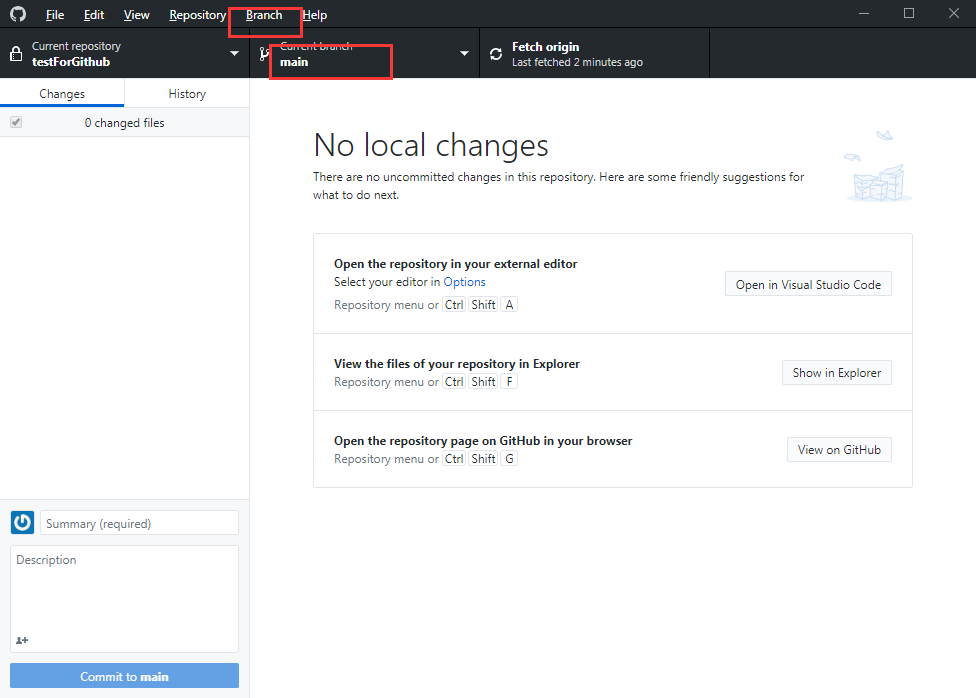 File Edit View Repository Branch Help
Current repository
testForGithub
Current branch
main
Fetch origin
Last fetched 2 minutes ago
Changes History
0 changed files
No local changes
There are no uncommitted changes in this repository. Here are some friendly suggestions for
what to do next.
Open the repository in your external editor
Select your editor in Options
Repository menu or Ctrl Shift A
Open in Visual Studio Code
View the files of your repository in Explorer
Repository menu or Ctrl Shift F
Show in Explorer
Open the repository page on GitHub in your browser
Repository menu or Ctrl Shift G
View on GitHub
Summary (required)
Description
Commit to main